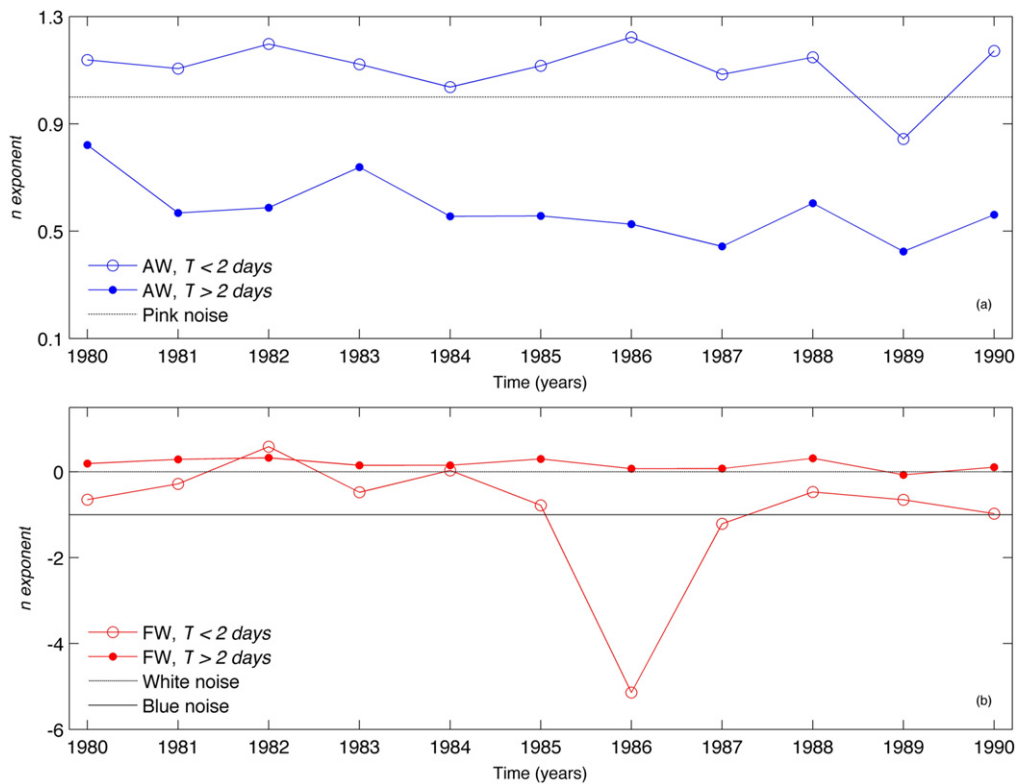 1.3
0.9
0.5
0.1
n exponent
AW, T < 2 days
AW, T > 2 days
Pink noise
(a)
1980 1981 1982 1983 1984 1985 1986 1987 1988 1989 1990
Time (years)
0
-2
-4
-6
n exponent
FW, T < 2 days
FW, T > 2 days
White noise
Blue noise
(b)
1980 1981 1982 1983 1984 1985 1986 1987 1988 1989 1990
Time (years)